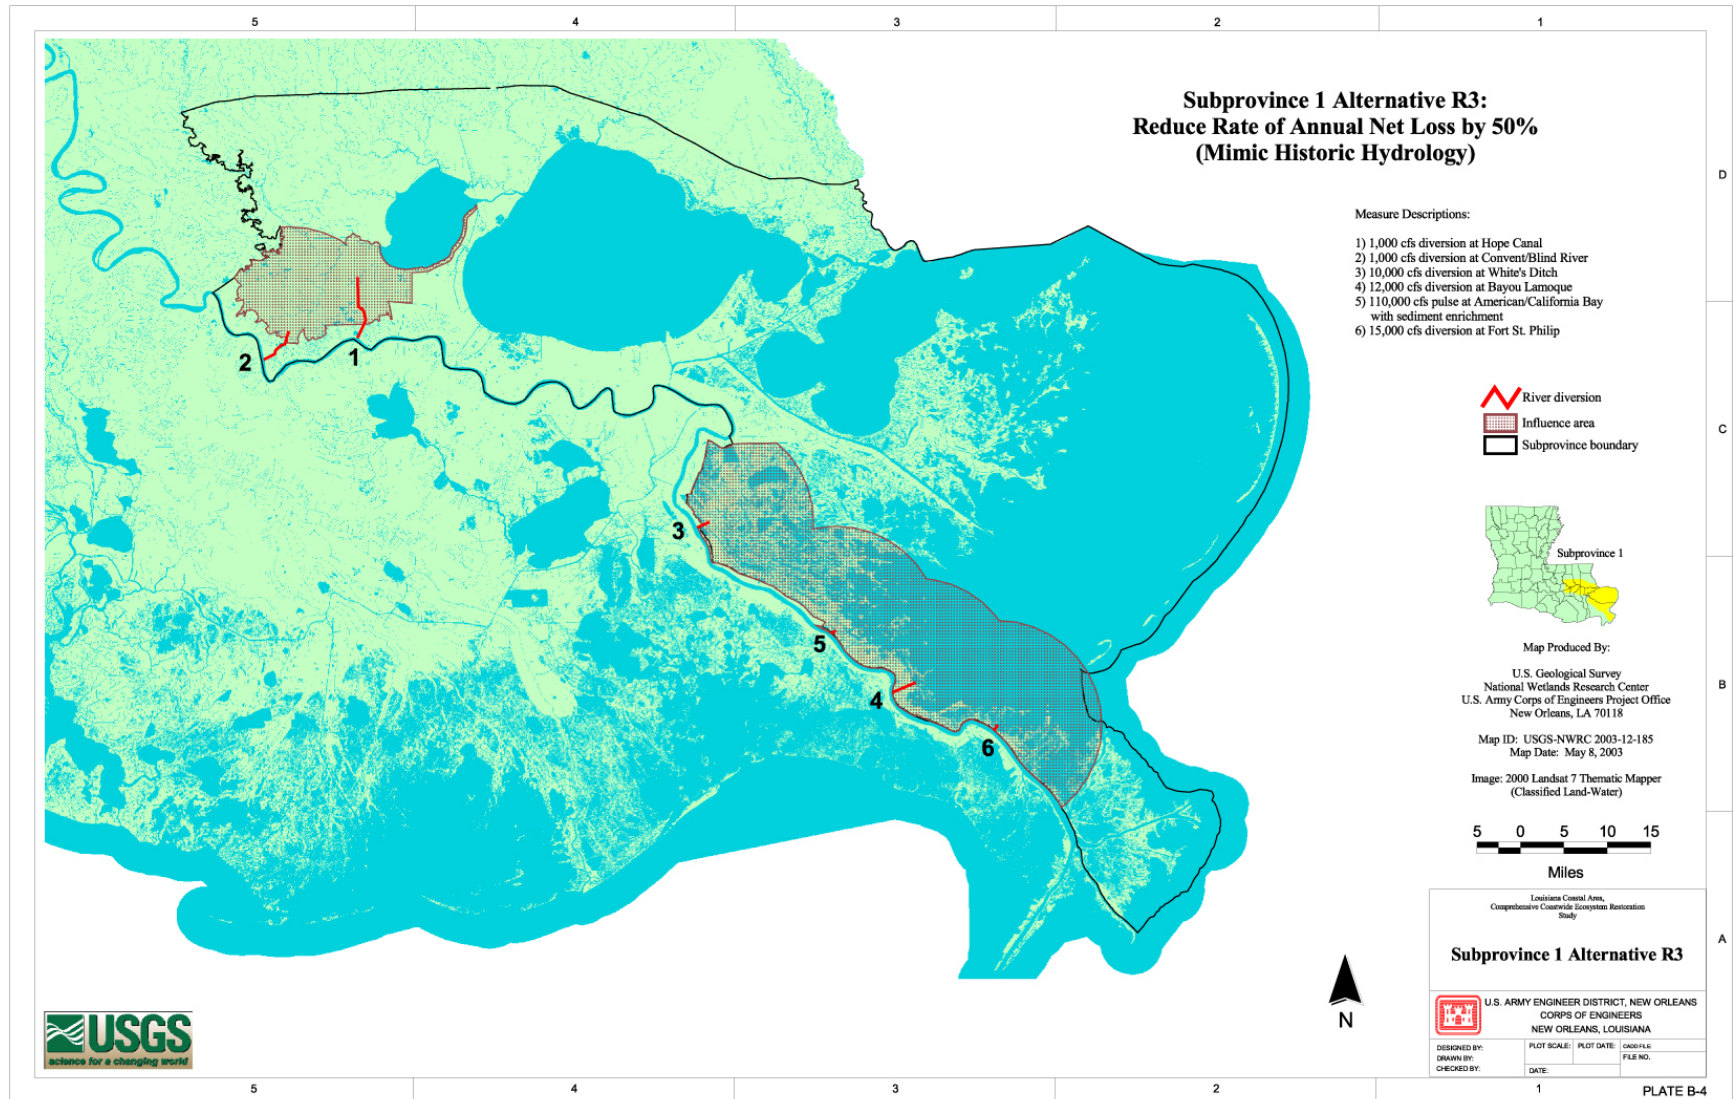 5 4 3 2 1
Subprovince 1 Alternative R3:
Reduce Rate of Annual Net Loss by 50%
(Mimic Historic Hydrology)
D
Measure Descriptions:
1) 1,000 cfs diversion at Hope Canal
2) 1,000 cfs diversion at Convent/Blind River
3) 10,000 cfs diversion at White's Ditch
4) 12,000 cfs diversion at Bayou Lamoque
5) 110,000 cfs pulse at American/California Bay
with sediment enrichment
6) 15,000 cfs diversion at Fort St. Philip
2
1
River diversion
Influence area
Subprovince boundary
C
3
Subprovince 1
5
4
6
Map Produced By:
U.S. Geological Survey
National Wetlands Research Center
U.S. Army Corps of Engineers Project Office
New Orleans, LA 70118
B
Map ID: USGS-NWRC 2003-12-185
Map Date: May 8, 2003
Image: 2000 Landsat 7 Thematic Mapper
(Classified Land-Water)
5 0 5 10 15
Miles
Louisiana Coastal Area,
Comprehensive Coastwide Ecosystem Restoration
Study
Subprovince 1 Alternative R3
A
N
U.S. ARMY ENGINEER DISTRICT, NEW ORLEANS
CORPS OF ENGINEERS
NEW ORLEANS, LOUISIANA
DESIGNED BY:
DRAWN BY:
CHECKED BY:
PLOT SCALE:
PLOT DATE:
CADD FILE:
FILE NO.
DATE:
USGS
science for a changing world
5 4 3 2 1
PLATE B-4